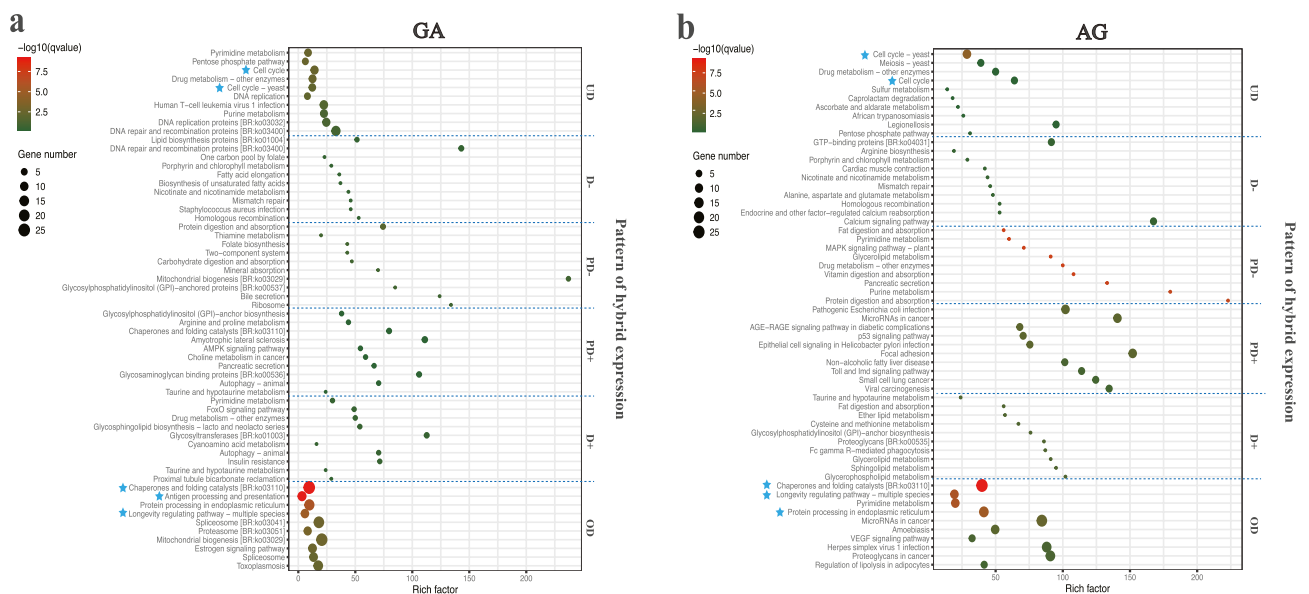 a
GA
−log10(qvalue)
7.5
5.0
2.5
Gene number
5
10
15
20
25
Pyrimidine metabolism
Pentose phosphate pathway
Cell cycle
Drug metabolism − other enzymes
Cell cycle − yeast
DNA replication
Human T−cell leukemia virus 1 infection
Purine metabolism
DNA replication proteins [BR:ko03032]
DNA repair and recombination proteins [BR:ko03400]
Lipid biosynthesis proteins [BR:ko01004]
DNA repair and recombination proteins [BR:ko03400]
One carbon pool by folate
Porphyrin and chlorophyll metabolism
Fatty acid elongation
Biosynthesis of unsaturated fatty acids
Nicotinate and nicotinamide metabolism
Mismatch repair
Staphylococcus aureus infection
Homologous recombination
Protein digestion and absorption
Thiamine metabolism
Folate biosynthesis
Two−component system
Carbohydrate digestion and absorption
Mineral absorption
Mitochondrial biogenesis [BR:ko03029]
Glycosylphosphatidylinositol (GPI)−anchored proteins [BR:ko00537]
Bile secretion
Ribosome
Glycosylphosphatidylinositol (GPI)−anchor biosynthesis
Arginine and proline metabolism
Chaperones and folding catalysts [BR:ko03110]
Amyotrophic lateral sclerosis
AMPK signaling pathway
Choline metabolism in cancer
Pancreatic secretion
Glycosaminoglycan binding proteins [BR:ko00536]
Autophagy − animal
Taurine and hypotaurine metabolism
Pyrimidine metabolism
FoxO signaling pathway
Drug metabolism − other enzymes
Glycosphingolipid biosynthesis − lacto and neolacto series
Glycosyltransferases [BR:ko01003]
Cyanoamino acid metabolism
Autophagy − animal
Insulin resistance
Taurine and hypotaurine metabolism
Proximal tubule bicarbonate reclamation
Chaperones and folding catalysts [BR:ko03110]
Antigen processing and presentation
Protein processing in endoplasmic reticulum
Longevity regulating pathway − multiple species
Spliceosome [BR:ko03041]
Proteasome [BR:ko03051]
Mitochondrial biogenesis [BR:ko03029]
Estrogen signaling pathway
Spliceosome
Toxoplasmosis
0 50 100 150 200
Rich factor
UD
D-
PD-
PD+
D+
OD
Pattern of hybrid expression
b
AG
−log10(qvalue)
7.5
5.0
2.5
Gene number
5
10
15
20
25
Cell cycle − yeast
Meiosis − yeast
Drug metabolism − other enzymes
Cell cycle
Sulfur metabolism
Caprolactam degradation
Ascorbate and aldarate metabolism
African trypanosomiasis
Legionellosis
Pentose phosphate pathway
GTP−binding proteins [BR:ko04031]
Arginine biosynthesis
Porphyrin and chlorophyll metabolism
Cardiac muscle contraction
Nicotinate and nicotinamide metabolism
Mismatch repair
Alanine, aspartate and glutamate metabolism
Homologous recombination
Endocrine and other factor−regulated calcium reabsorption
Calcium signaling pathway
Fat digestion and absorption
Pyrimidine metabolism
MAPK signaling pathway − plant
Glycerolipid metabolism
Drug metabolism − other enzymes
Vitamin digestion and absorption
Pancreatic secretion
Purine metabolism
Protein digestion and absorption
Pathogenic Escherichia coli infection
MicroRNAs in cancer
AGE−RAGE signaling pathway in diabetic complications
p53 signaling pathway
Epithelial cell signaling in Helicobacter pylori infection
Focal adhesion
Non−alcoholic fatty liver disease
Toll and Imd signaling pathway
Small cell lung cancer
Viral carcinogenesis
Taurine and hypotaurine metabolism
Fat digestion and absorption
Ether lipid metabolism
Cysteine and methionine metabolism
Glycosylphosphatidylinositol (GPI)−anchor biosynthesis
Proteoglycans [BR:ko00535]
Fc gamma R−mediated phagocytosis
Glycerolipid metabolism
Sphingolipid metabolism
Glycerophospholipid metabolism
Chaperones and folding catalysts [BR:ko03110]
Longevity regulating pathway − multiple species
Pyrimidine metabolism
Protein processing in endoplasmic reticulum
MicroRNAs in cancer
Amoebiasis
VEGF signaling pathway
Herpes simplex virus 1 infection
Proteoglycans in cancer
Regulation of lipolysis in adipocytes
50 100 150 200
Rich factor
UD
D-
PD-
PD+
D+
OD
Pattern of hybrid expression